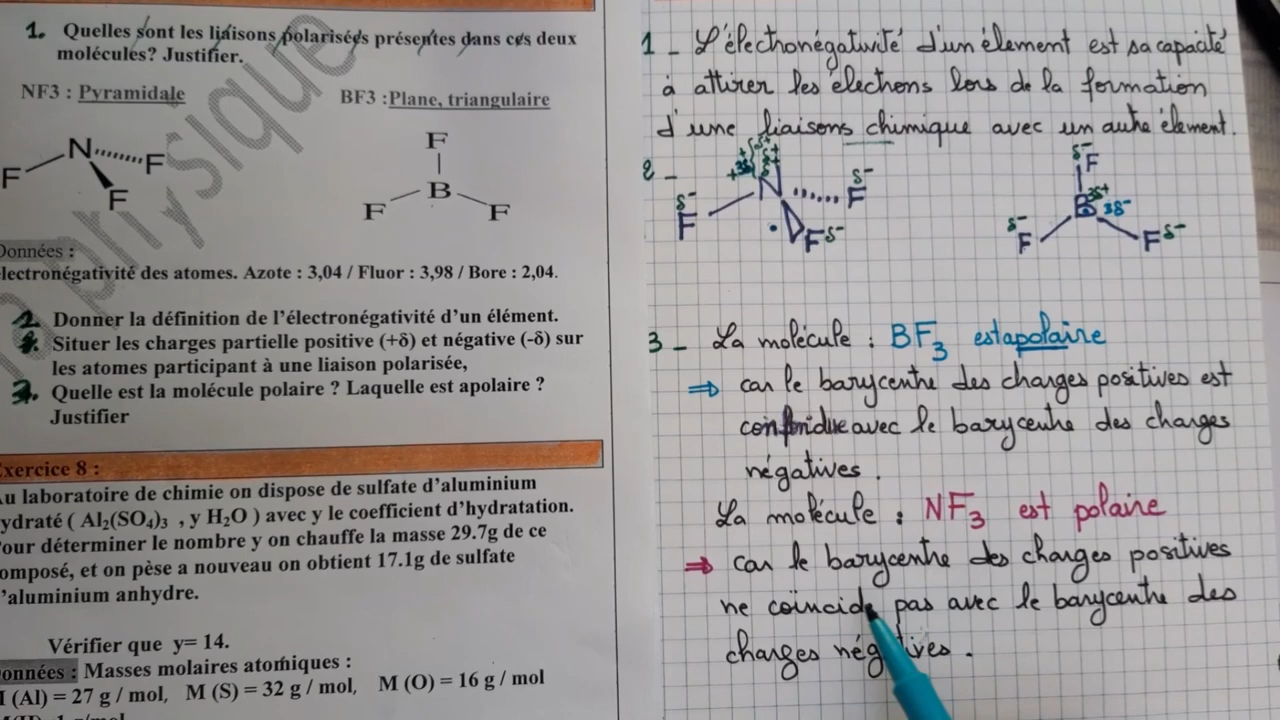 1. Quelles sont les liaisons polarisées présentes dans ces deux
molécules? Justifier.
NF3 : Pyramidale
BF3 :Plane, triangulaire
N F F F
F B F F
Données :
lectronégativité des atomes. Azote : 3,04 / Fluor : 3,98 / Bore : 2,04.
2. Donner la définition de l'électronégativité d'un élément.
Situer les charges partielle positive (+δ) et négative (-δ) sur
les atomes participant à une liaison polarisée,
3. Quelle est la molécule polaire ? Laquelle est apolaire ?
Justifier
Exercice 8 :
Au laboratoire de chimie on dispose de sulfate d'aluminium
ydraté ( Al₂(SO₄)₃ , y H₂O ) avec y le coefficient d'hydratation.
our déterminer le nombre y on chauffe la masse 29.7g de ce
omposé, et on pèse a nouveau on obtient 17.1g de sulfate
'aluminium anhydre.
Vérifier que y= 14.
Données : Masses molaires atomiques :
M (Al) = 27 g / mol, M (S) = 32 g / mol, M (O) = 16 g / mol
physique
1 _ L'électronégativité d'un élement est sa capacité
à attirer les électrons lors de la formation
d'une liaisons chimique avec un autre élement.
2 _
N F δ- F δ- F δ-
B 3δ+ 3δ- F δ- F δ- F δ-
3 _ La molécule : BF₃ est apolaire
⇒ car le barycentre des charges positives est
confondue avec le barycentre des charges
négatives .
La molécule : NF₃ est polaire
⇒ car le barycentre des charges positives
ne coïncide pas avec le barycentre des
charges négatives .